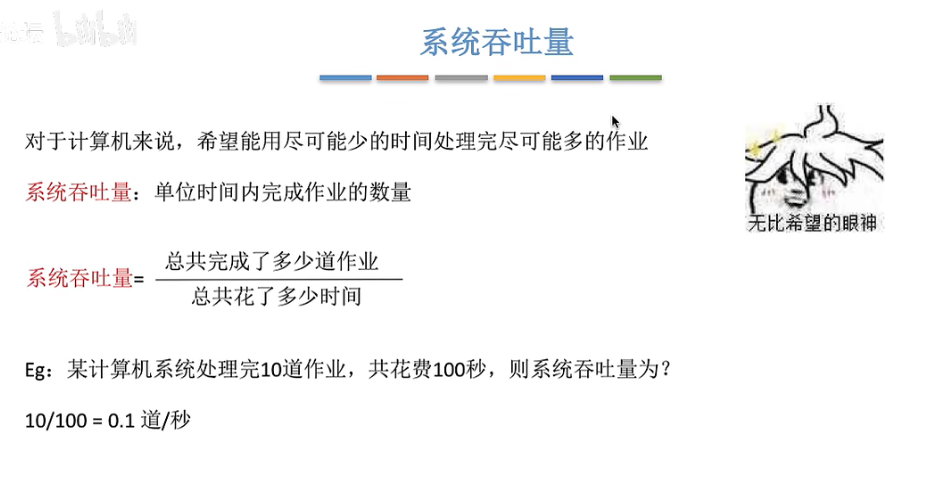 bilibili
系统吞吐量
对于计算机来说，希望能用尽可能少的时间处理完尽可能多的作业
系统吞吐量：单位时间内完成作业的数量
无比希望的眼神
总共完成了多少道作业
系统吞吐量=
总共花了多少时间
Eg：某计算机系统处理完10道作业，共花费100秒，则系统吞吐量为？
10/100 = 0.1 道/秒